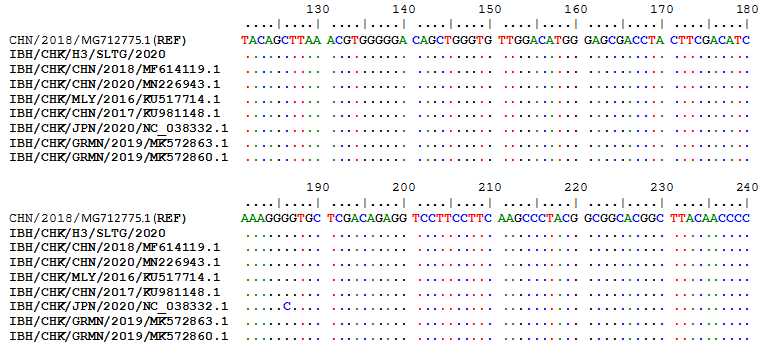 130 140 150 160 170 180
....|....| ....|....| ....|....| ....|....| ....|....| ....|....|
CHN/2018/MG712775.1(REF) TACAGCTTAA ACGTGGGGGA CAGCTGGGTG TTGGACATGG GAGCGACCTA CTTCGACATC
IBH/CHK/H3/SLTG/2020 .......... .......... .......... .......... .......... ..........
IBH/CHK/CHN/2018/MF614119.1 .......... .......... .......... .......... .......... ..........
IBH/CHK/CHN/2020/MN226943.1 .......... .......... .......... .......... .......... ..........
IBH/CHK/MLY/2016/KU517714.1 .......... .......... .......... .......... .......... ..........
IBH/CHK/CHN/2017/KU981148.1 .......... .......... .......... .......... .......... ..........
IBH/CHK/JPN/2020/NC_038332.1 .......... .......... .......... .......... .......... ..........
IBH/CHK/GRMN/2019/MK572863.1 .......... .......... .......... .......... .......... ..........
IBH/CHK/GRMN/2019/MK572860.1 .......... .......... .......... .......... .......... ..........
190 200 210 220 230 240
....|....| ....|....| ....|....| ....|....| ....|....| ....|....|
CHN/2018/MG712775.1(REF) AAAGGGGTGC TCGACAGAGG TCCTTCCTTC AAGCCCTACG GCGGCACGGC TTACAACCCC
IBH/CHK/H3/SLTG/2020 .......... .......... .......... .......... .......... ..........
IBH/CHK/CHN/2018/MF614119.1 .......... .......... .......... .......... .......... ..........
IBH/CHK/CHN/2020/MN226943.1 .......... .......... .......... .......... .......... ..........
IBH/CHK/MLY/2016/KU517714.1 .......... .......... .......... .......... .......... ..........
IBH/CHK/CHN/2017/KU981148.1 .......... .......... .......... .......... .......... ..........
IBH/CHK/JPN/2020/NC_038332.1 .....C.... .......... .......... .......... .......... ..........
IBH/CHK/GRMN/2019/MK572863.1 .......... .......... .......... .......... .......... ..........
IBH/CHK/GRMN/2019/MK572860.1 .......... .......... .......... .......... .......... ..........